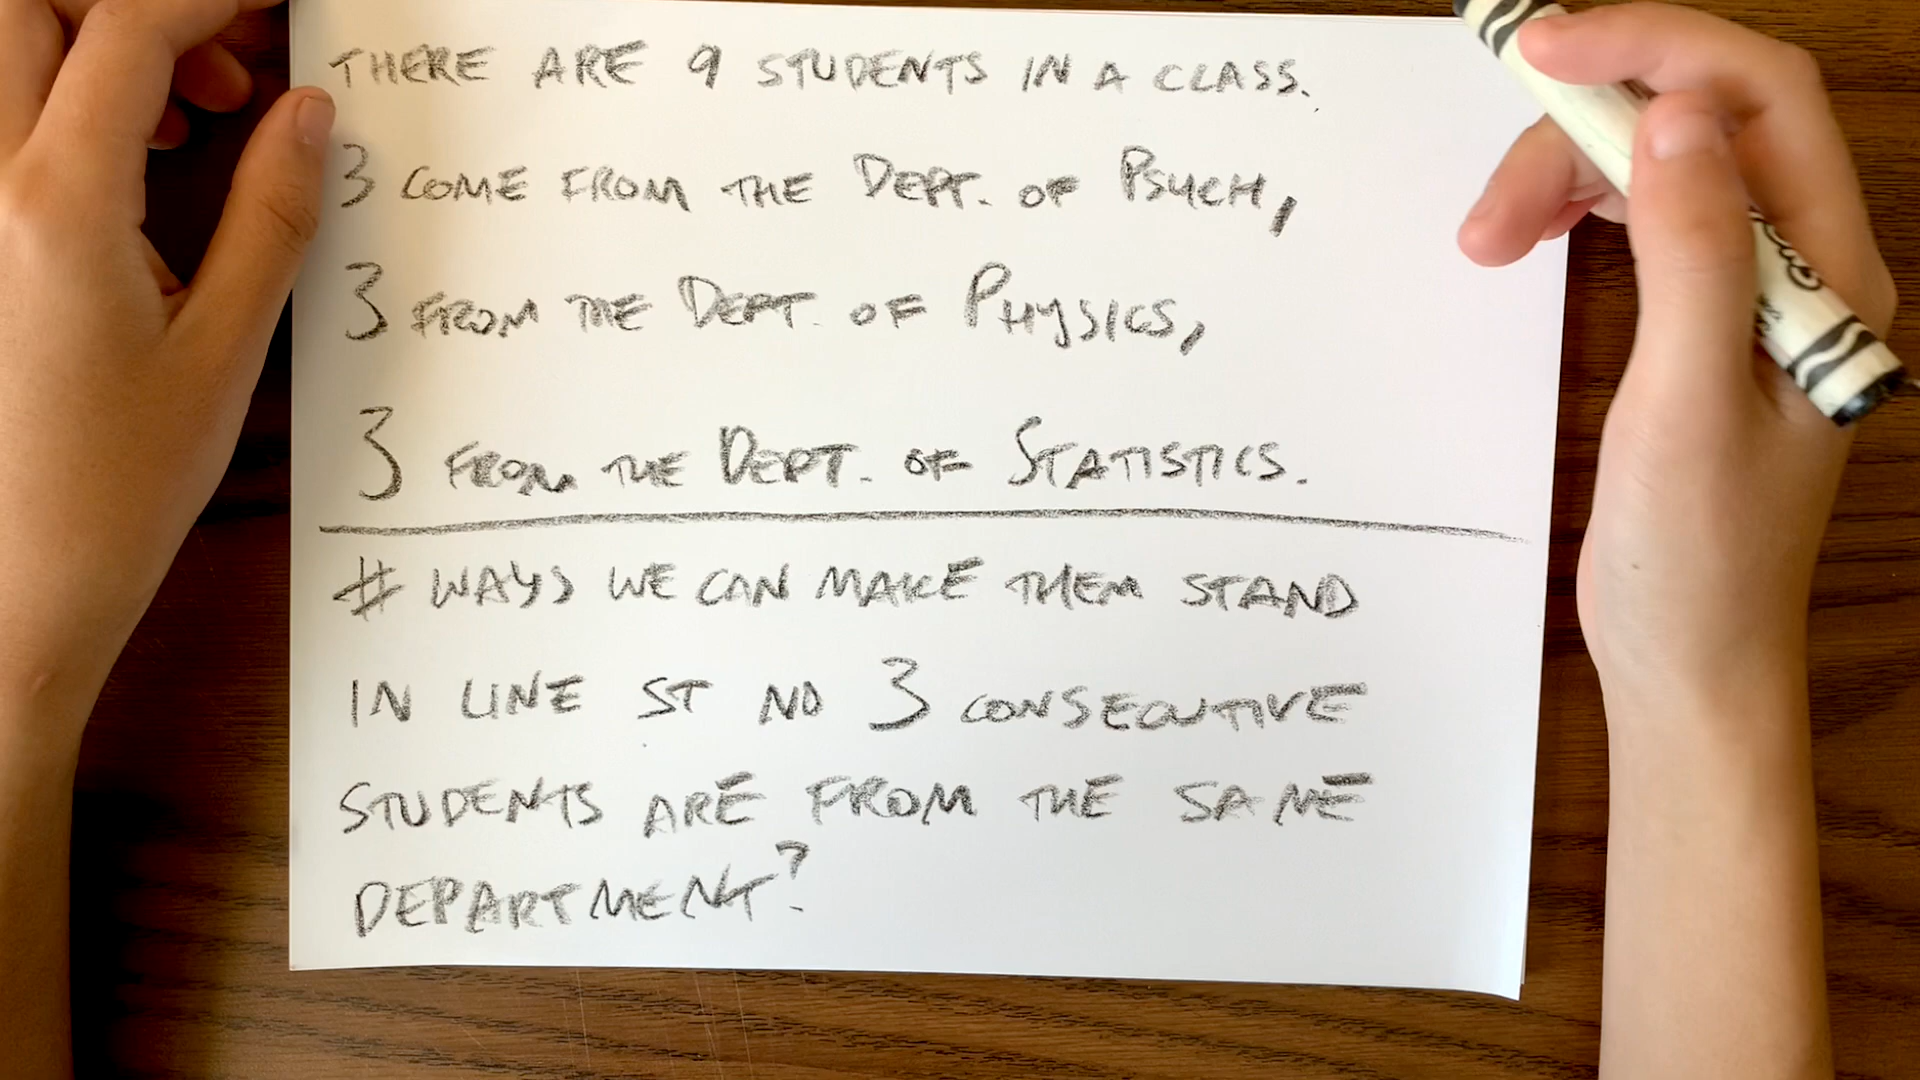 THERE ARE 9 STUDENTS IN A CLASS.
3 COME FROM THE DEPT. OF PSYCH,
3 FROM THE DEPT. OF PHYSICS,
3 FROM THE DEPT. OF STATISTICS.
# WAYS WE CAN MAKE THEM STAND
IN LINE ST NO 3 CONSECUTIVE
STUDENTS ARE FROM THE SAME
DEPARTMENT?